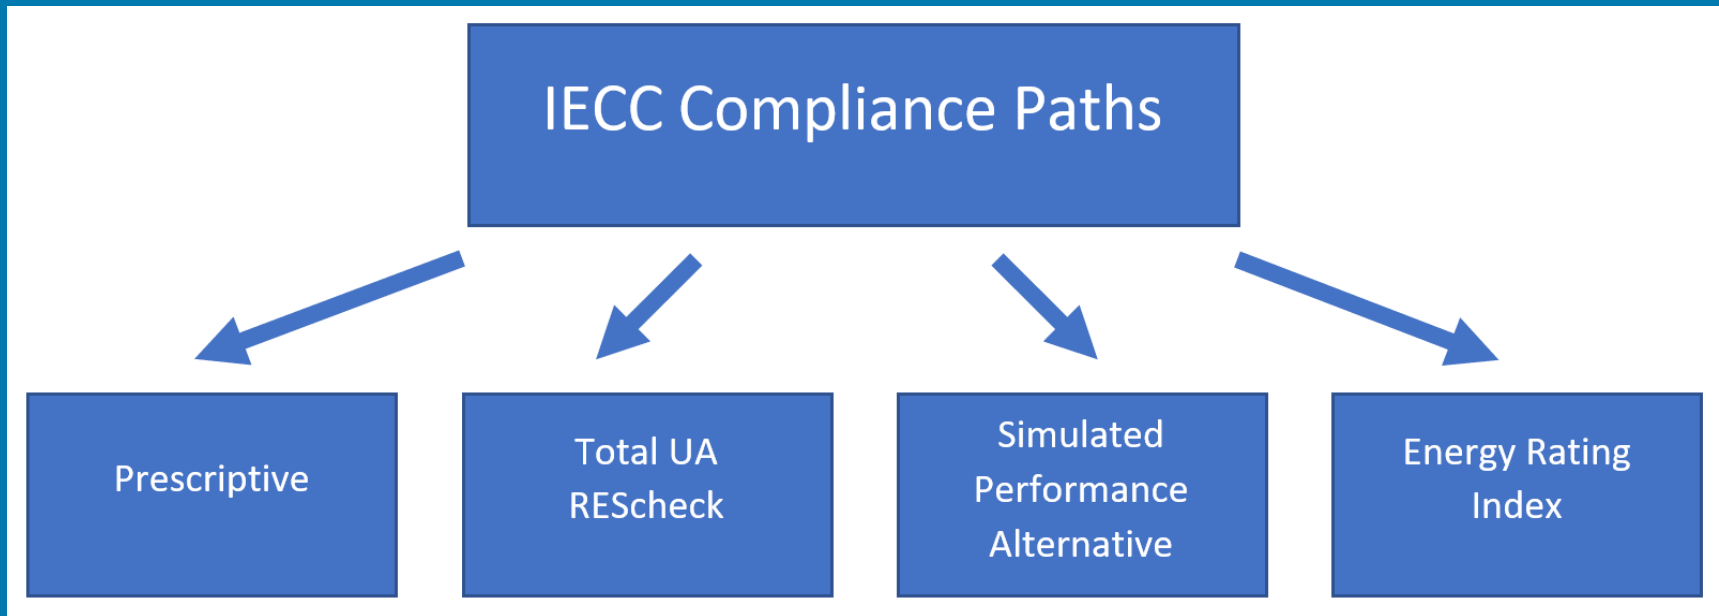 IECC Compliance Paths
Prescriptive
Total UA
REScheck
Simulated
Performance
Alternative
Energy Rating
Index